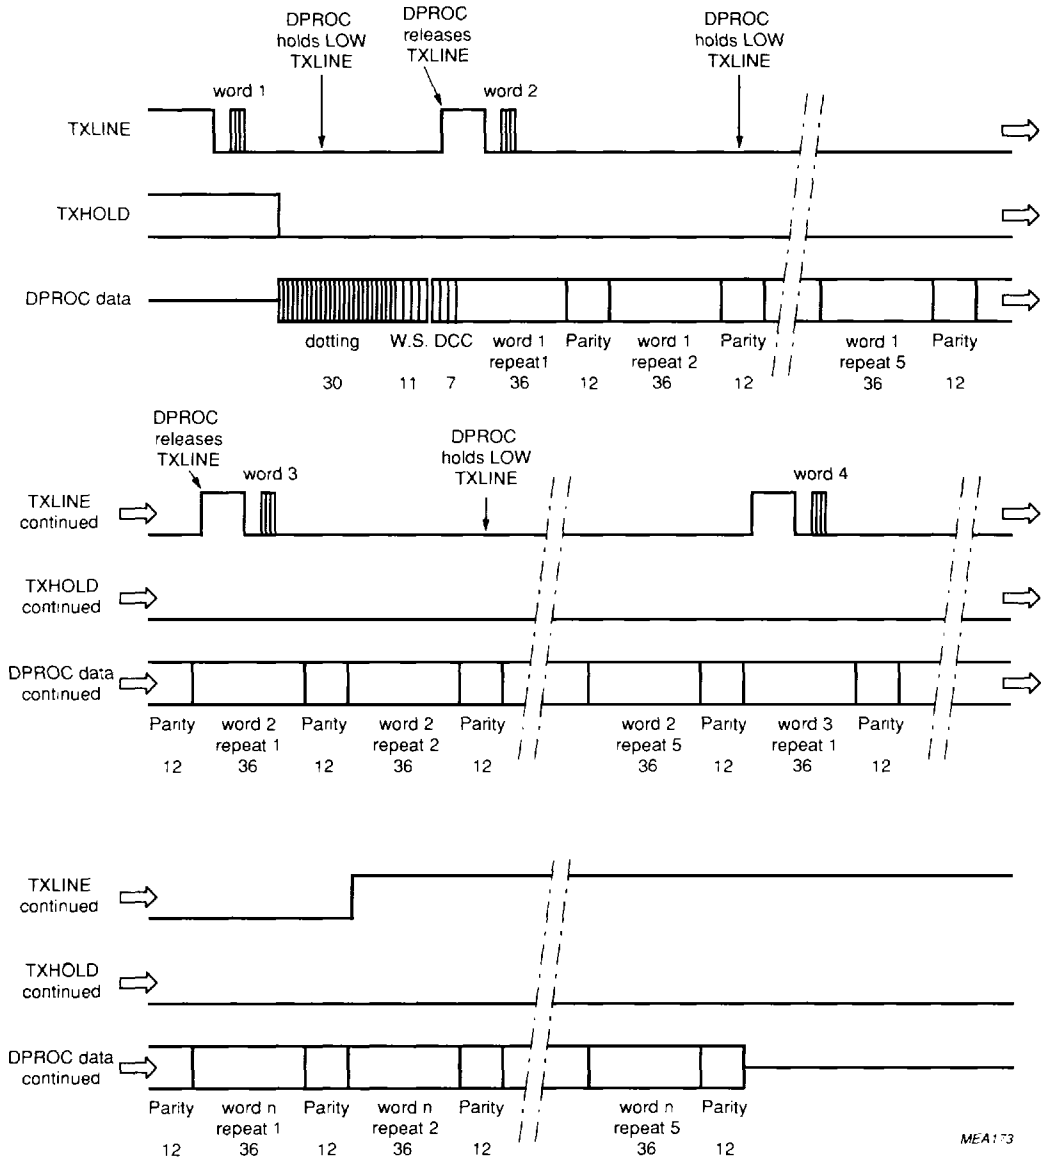 DPROC
holds LOW
TXLINE
DPROC
releases
TXLINE
DPROC
holds LOW
TXLINE
word 1
word 2
TXLINE
TXHOLD
DPROC data
dotting W.S. DCC word 1 Parity word 1 Parity word 1 Parity
repeat1 repeat 2 repeat 5
30 11 7 36 12 36 12 36 12
DPROC
releases
TXLINE
DPROC
holds LOW
TXLINE
word 3
word 4
TXLINE
continued
TXHOLD
continued
DPROC data
continued
Parity word 2 Parity word 2 Parity word 2 Parity word 3 Parity
repeat 1 repeat 2 repeat 5 repeat 1
12 36 12 36 12 36 12 36 12
TXLINE
continued
TXHOLD
continued
DPROC data
continued
Parity word n Parity word n Parity word n Parity
repeat 1 repeat 2 repeat 5
12 36 12 36 12 36 12
MEA173